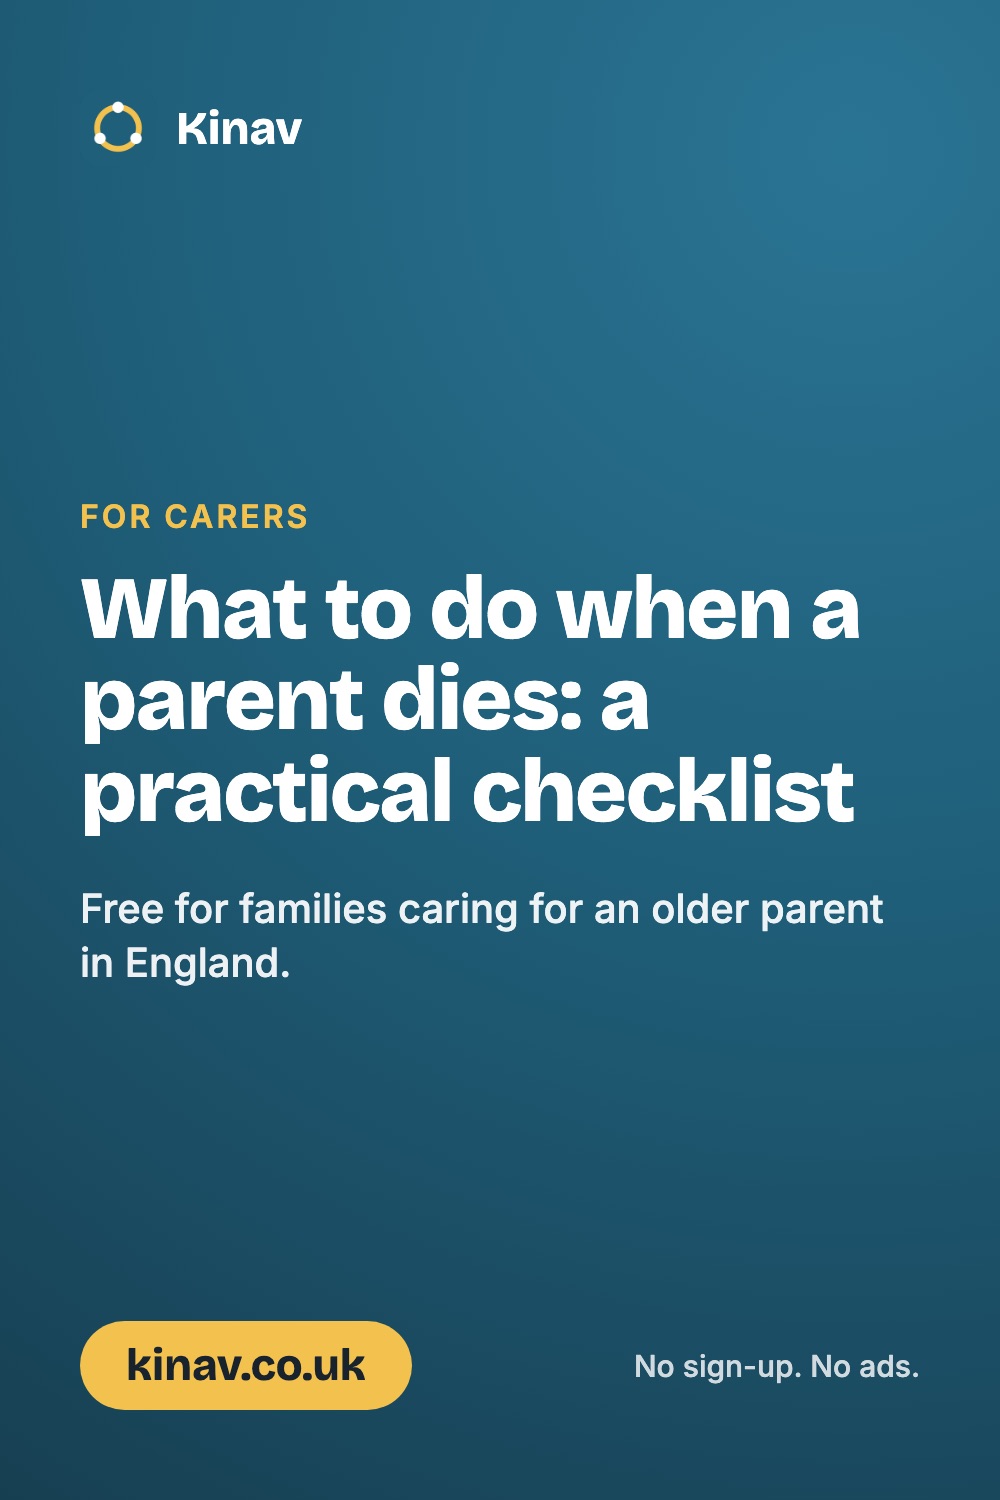 Kinav
FOR CARERS
What to do when a
parent dies: a
practical checklist
Free for families caring for an older parent
in England.
kinav.co.uk
No sign-up. No ads.